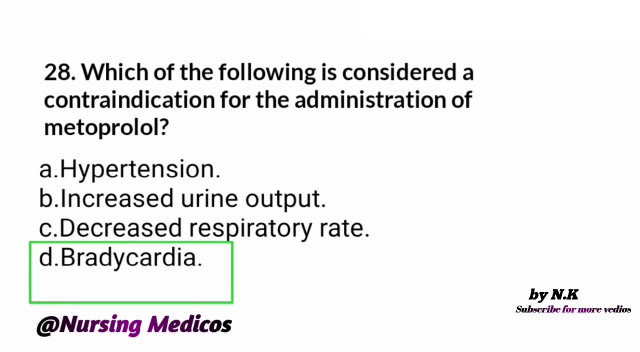 28. Which of the following is considered a
contraindication for the administration of
metoprolol?
a.Hypertension.
b.Increased urine output.
c.Decreased respiratory rate.
d.Bradycardia.
by N.K
Subscribe for more vedios
@Nursing Medicos